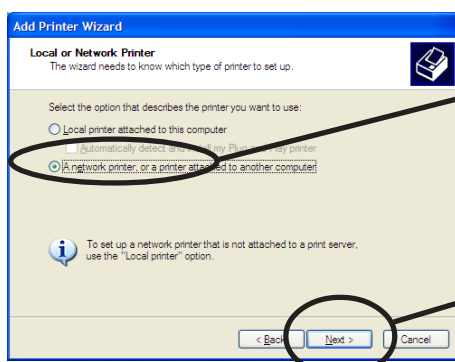 Add Printer Wizard
Local or Network Printer
The wizard needs to know which type of printer to set up.
Select the option that describes the printer you want to use:
Local printer attached to this computer
Automatically detect and install my Plug and Play printer
A network printer, or a printer attached to another computer
To set up a network printer that is not attached to a print server,
use the "Local printer" option.
< Back
Next >
Cancel